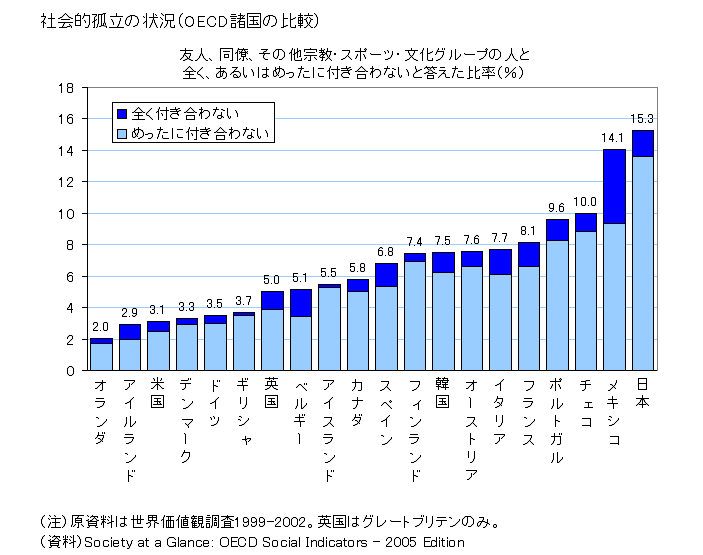 社会的孤立の状況(OECD諸国の比較)
友人、同僚、その他宗教・スポーツ・文化グループの人と
全く、あるいはめったに付き合わないと答えた比率(%)
全く付き合わない
めったに付き合わない
18
16
14
12
10
8
6
4
2
0
2.0
2.9
3.1
3.3
3.5
3.7
5.0
5.1
5.5
5.8
6.8
7.4
7.5
7.6
7.7
8.1
9.6
10.0
14.1
15.3
オランダ
アイルランド
米国
デンマーク
ドイツ
ギリシャ
英国
ベルギー
アイスランド
カナダ
スペイン
フィンランド
韓国
オーストリア
イタリア
フランス
ポルトガル
チェコ
メキシコ
日本
(注)原資料は世界価値観調査1999-2002。英国はグレートブリテンのみ。
(資料)Society at a Glance: OECD Social Indicators - 2005 Edition